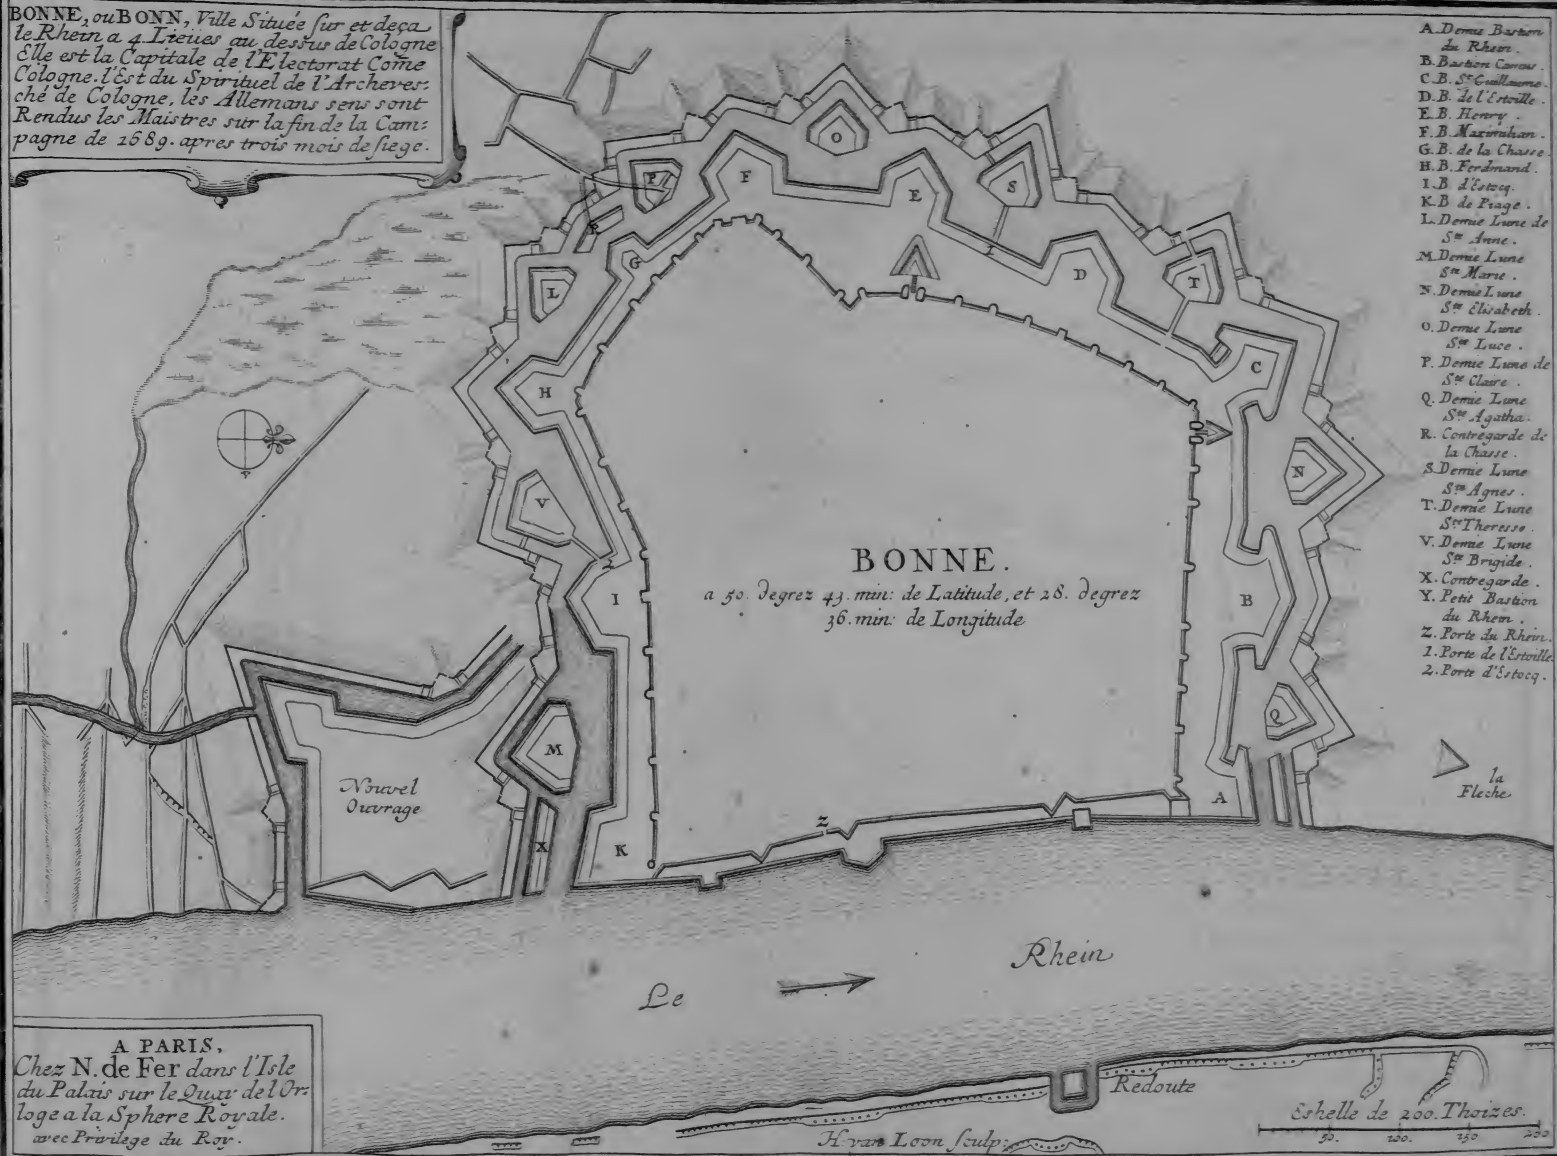 BONNE, ou BONN, Ville Située sur et deça
le Rhein a 4. Lieües au dessus de Cologne
Elle est la Capitale de l'Electorat Come
Cologne. l'Est du Spirituel de l'Archeves=
ché de Cologne, les Allemans sens sont
Rendus les Maistres sur la fin de la Cam=
pagne de 1689. apres trois mois de siege.
A. Demie Bastion
du Rhein.
B. Bastion Camus.
C. B. St Guillaume.
D. B. de l'Estoille.
E. B. Henry.
F. B. Maximilian.
G. B. de la Chasse.
H. B. Ferdinand.
I. B d'Estocq.
K. B de Piage.
L. Demie Lune de
Ste Anne.
M. Demie Lune
Ste Marie.
N. Demie Lune
Ste Elisabeth.
O. Demie Lune
Ste Luce.
P. Demie Lune de
Ste Claire.
Q. Demie Lune
Ste Agatha.
R. Contregarde de
la Chasse.
S. Demie Lune
Ste Agnes.
T. Demie Lune
Ste Theresse.
V. Demie Lune
Ste Brigide.
X. Contregarde.
Y. Petit Bastion
du Rhein.
Z. Porte du Rhein.
1. Porte de l'Estoille.
2. Porte d'Estocq.
O
P
F
E
S
R
G
L
D
T
1
H
C
V
N
2
I
B
M
Q
X
K
A
Z
BONNE.
a 50. degrez 43. min: de Latitude, et 28. degrez
36. min: de Longitude
Nouvel
Ouvrage
la
Fleche
Le Rhein
Redoute
A PARIS,
Chez N. de Fer dans l'Isle
du Palais sur le Quay de l'Or=
loge a la Sphere Royale.
avec Privilege du Roy.
H. van Loon sculp:
Eshelle de 200. Thoizes.
50. 100. 150 200